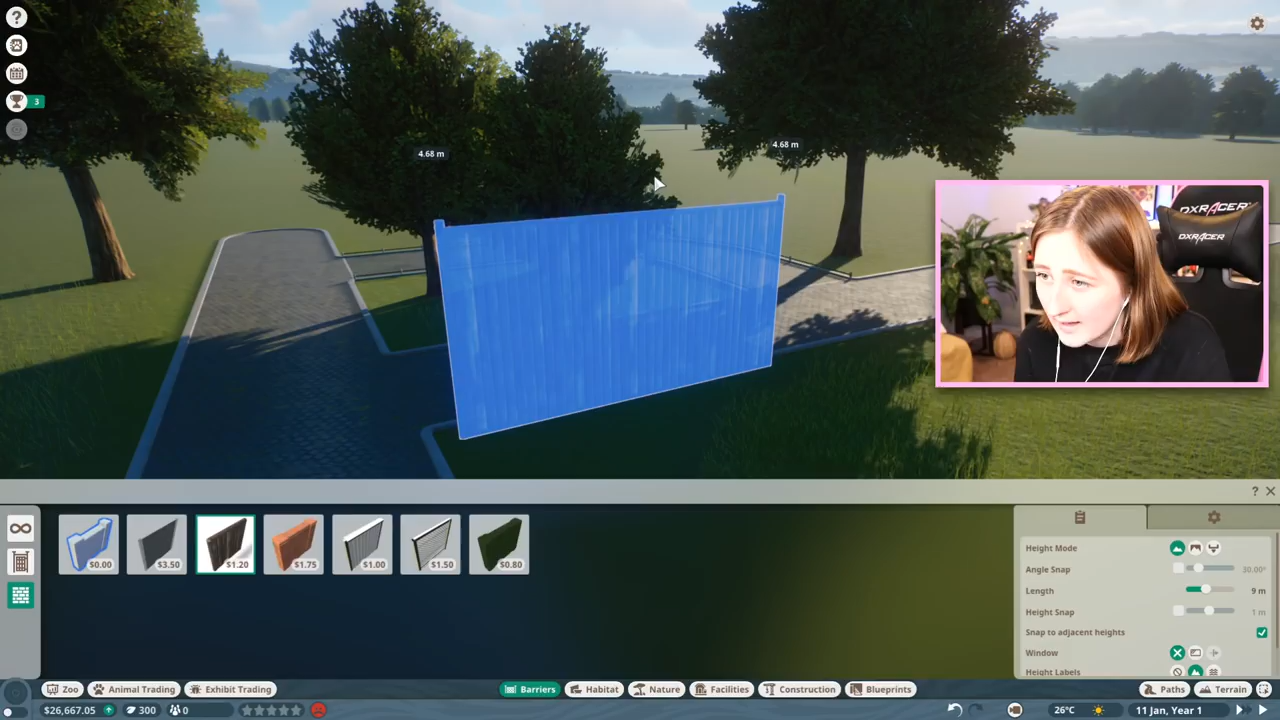 ?
3
4.68 m
4.68 m
DXRACER
DXRACER
? ×
$0.00
$3.50
$1.20
$1.75
$1.00
$1.50
$0.80
Height Mode
Angle Snap 30.00°
Length 9 m
Height Snap 1 m
Snap to adjacent heights
Window
Height Labels
Zoo
Animal Trading
Exhibit Trading
Barriers
Habitat
Nature
Facilities
Construction
Blueprints
Paths
Terrain
$26,667.05
300
0
26°C
11 Jan, Year 1